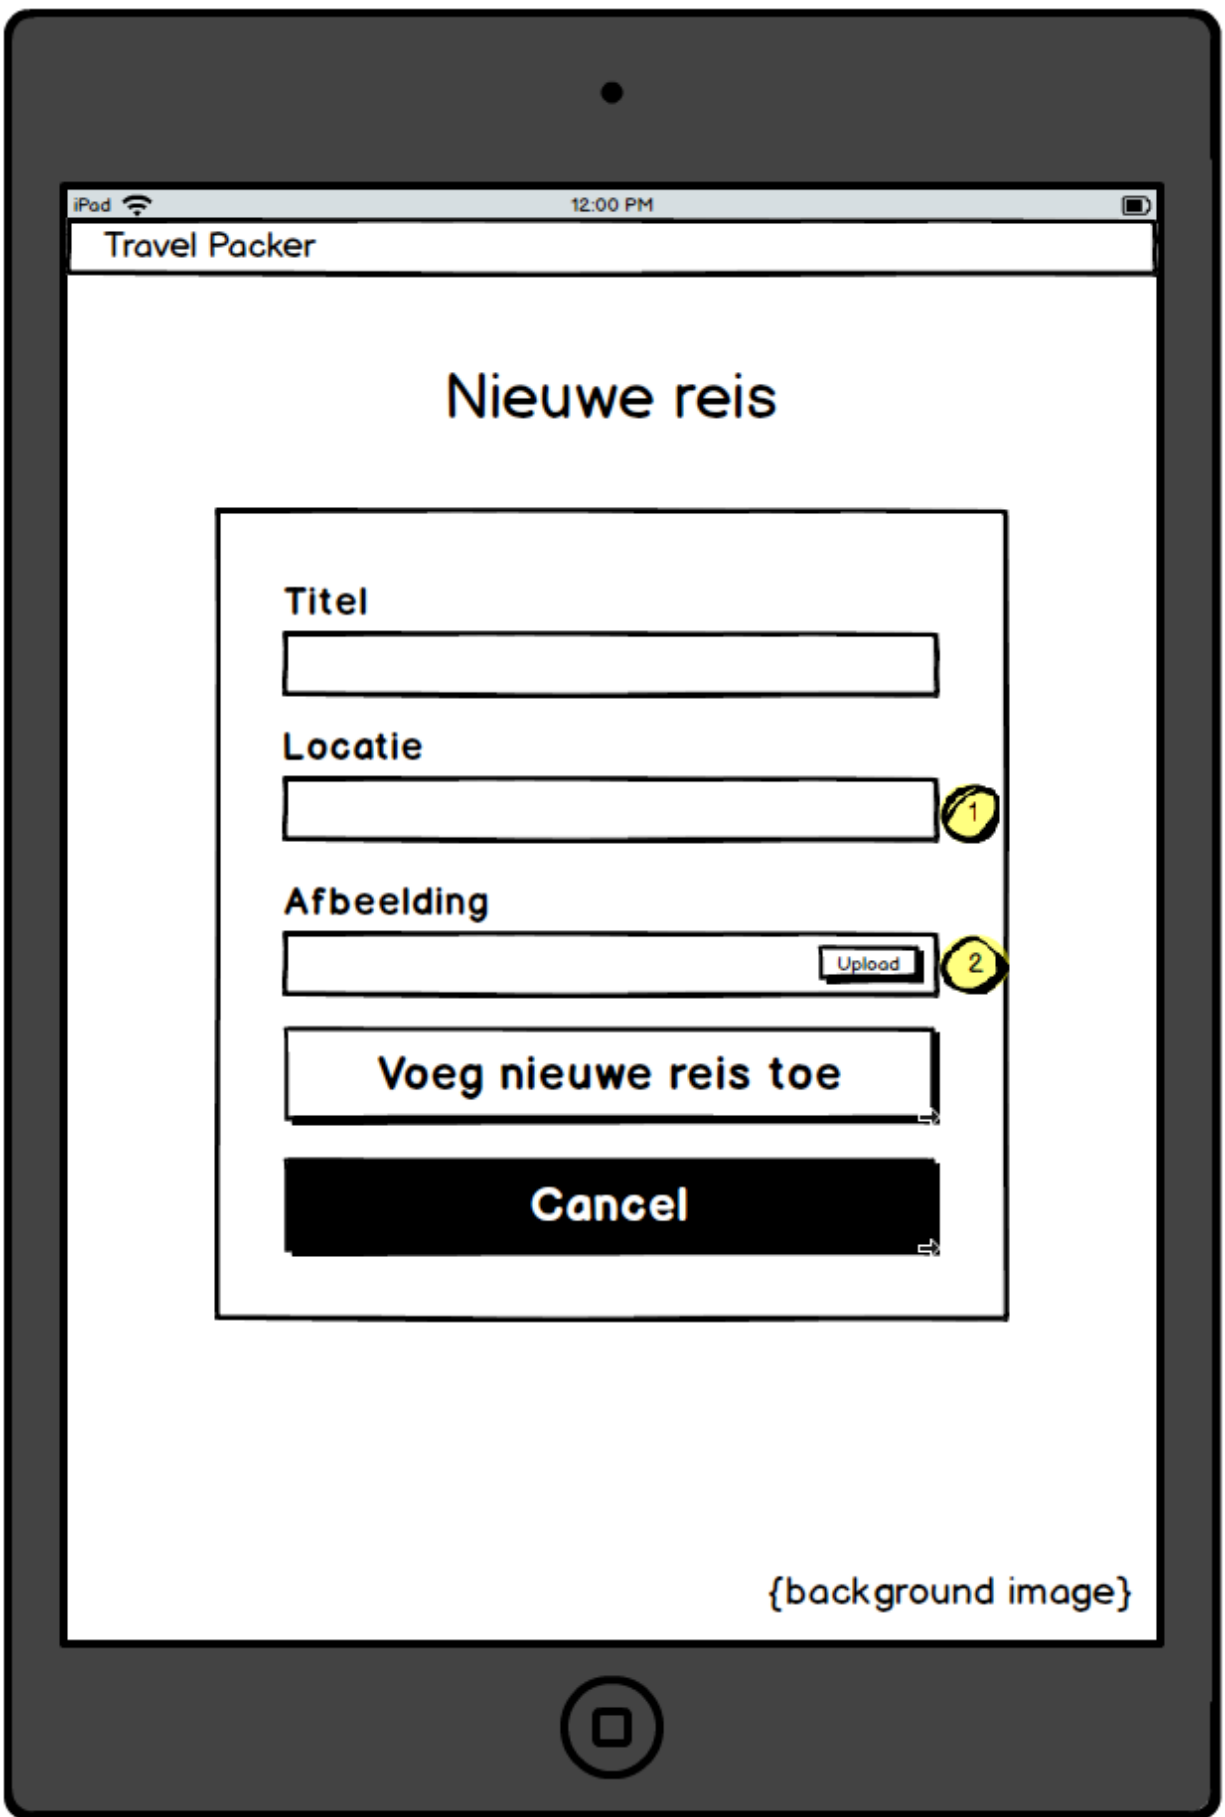 iPad 12:00 PM
Travel Packer
Nieuwe reis
Titel
Locatie
1
Afbeelding
Upload
2
Voeg nieuwe reis toe
Cancel
{background image}